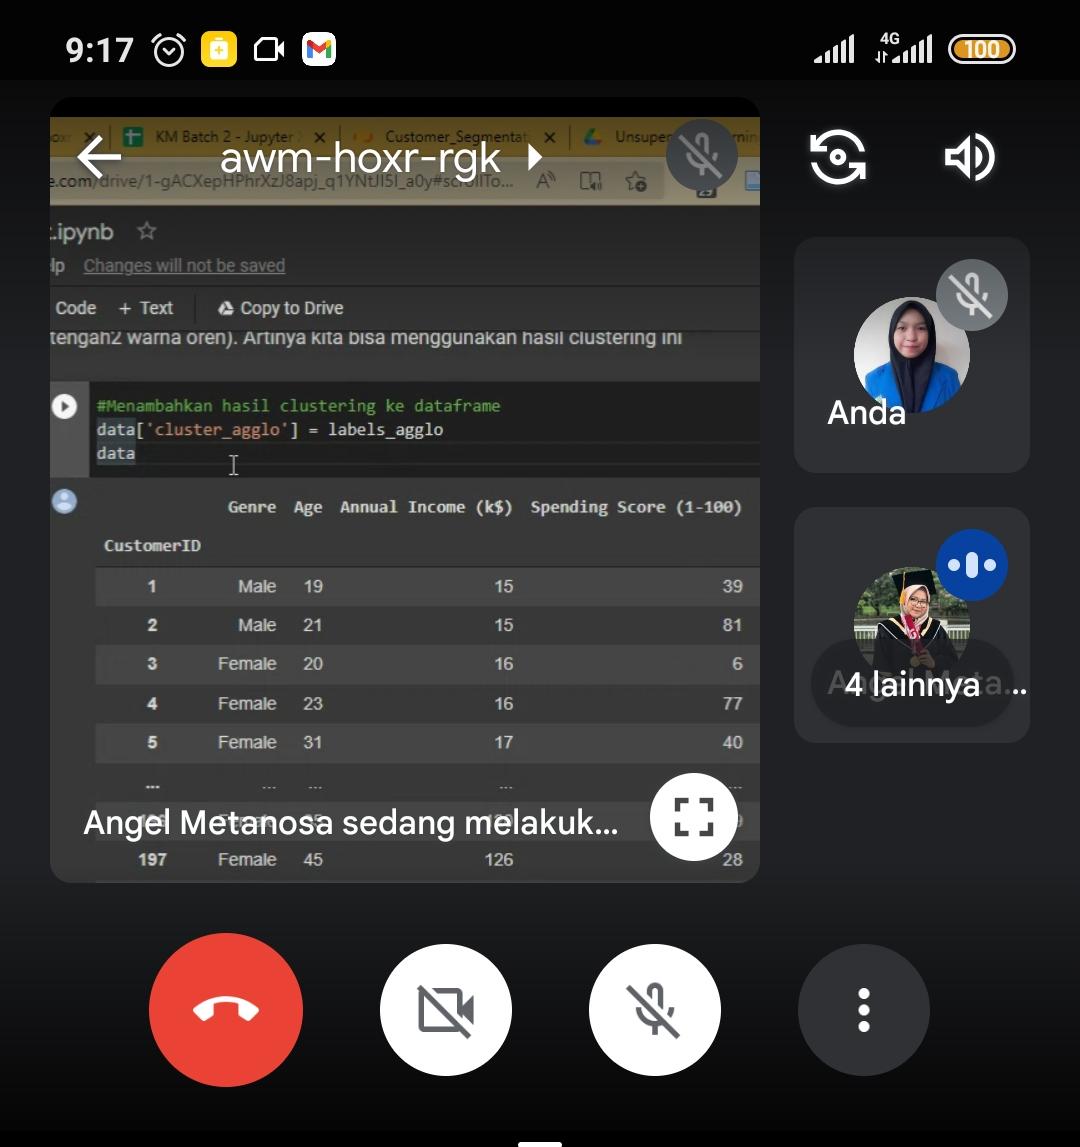 9:17
4G
100
KM Batch 2 - Jupyter
Customer_Segmentat
Unsuper
awm-hoxr-rgk
e.com/drive/1-gACXepHPhrXzJ8apj_
.ipynb
lp Changes will not be saved
Code + Text Copy to Drive
tengah2 warna oren). Artinya kita bisa menggunakan hasil clustering ini
#Menambahkan hasil clustering ke dataframe
data['cluster_agglo'] = labels_agglo
data
Genre Age Annual Income (k$) Spending Score (1-100)
CustomerID
1 Male 19 15 39
2 Male 21 15 81
3 Female 20 16 6
4 Female 23 16 77
5 Female 31 17 40
... ... ... ... ...
Angel Metanosa sedang melakuk...
197 Female 45 126 28
Anda
4 lainnya